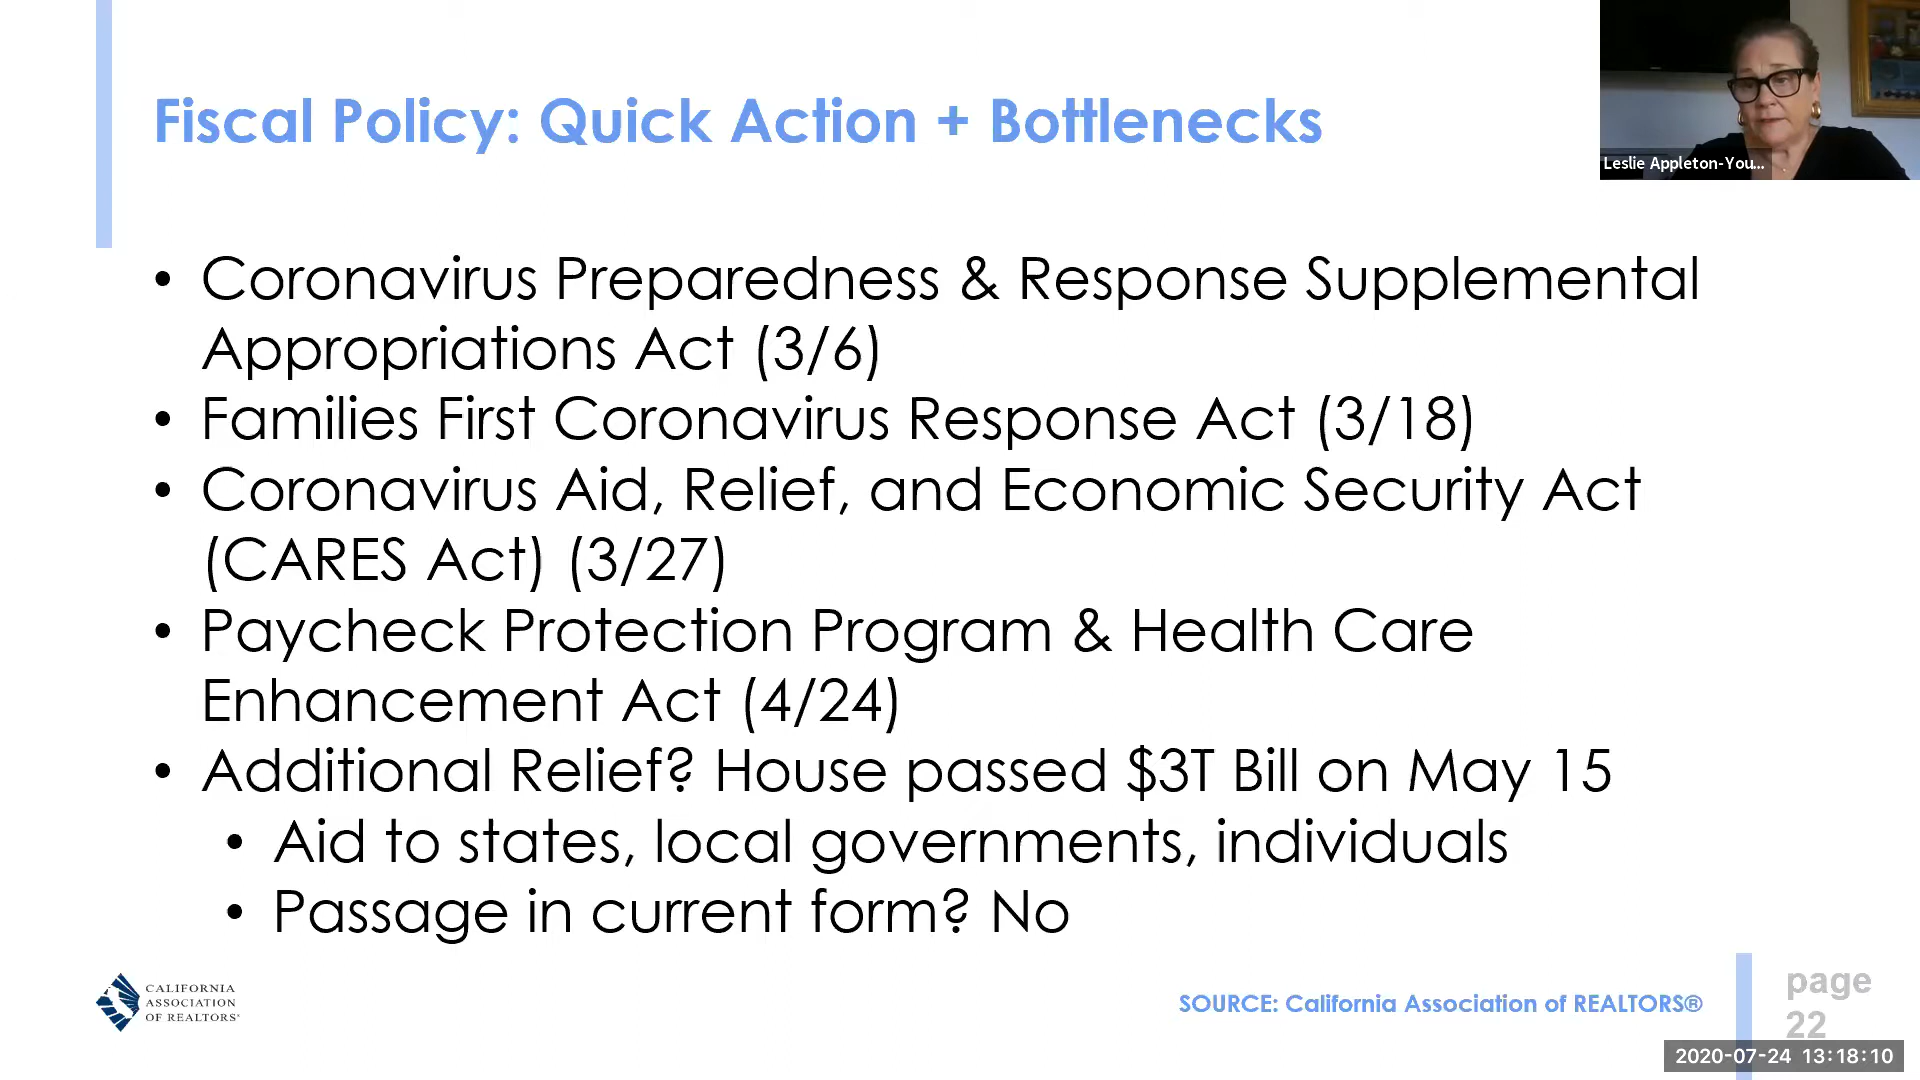 Fiscal Policy: Quick Action + Bottlenecks
Leslie Appleton-You...
• Coronavirus Preparedness & Response Supplemental
Appropriations Act (3/6)
• Families First Coronavirus Response Act (3/18)
• Coronavirus Aid, Relief, and Economic Security Act
(CARES Act) (3/27)
• Paycheck Protection Program & Health Care
Enhancement Act (4/24)
• Additional Relief? House passed $3T Bill on May 15
• Aid to states, local governments, individuals
• Passage in current form? No
CALIFORNIA
ASSOCIATION
OF REALTORS®
SOURCE: California Association of REALTORS®
page
22
2020-07-24 13:18:10